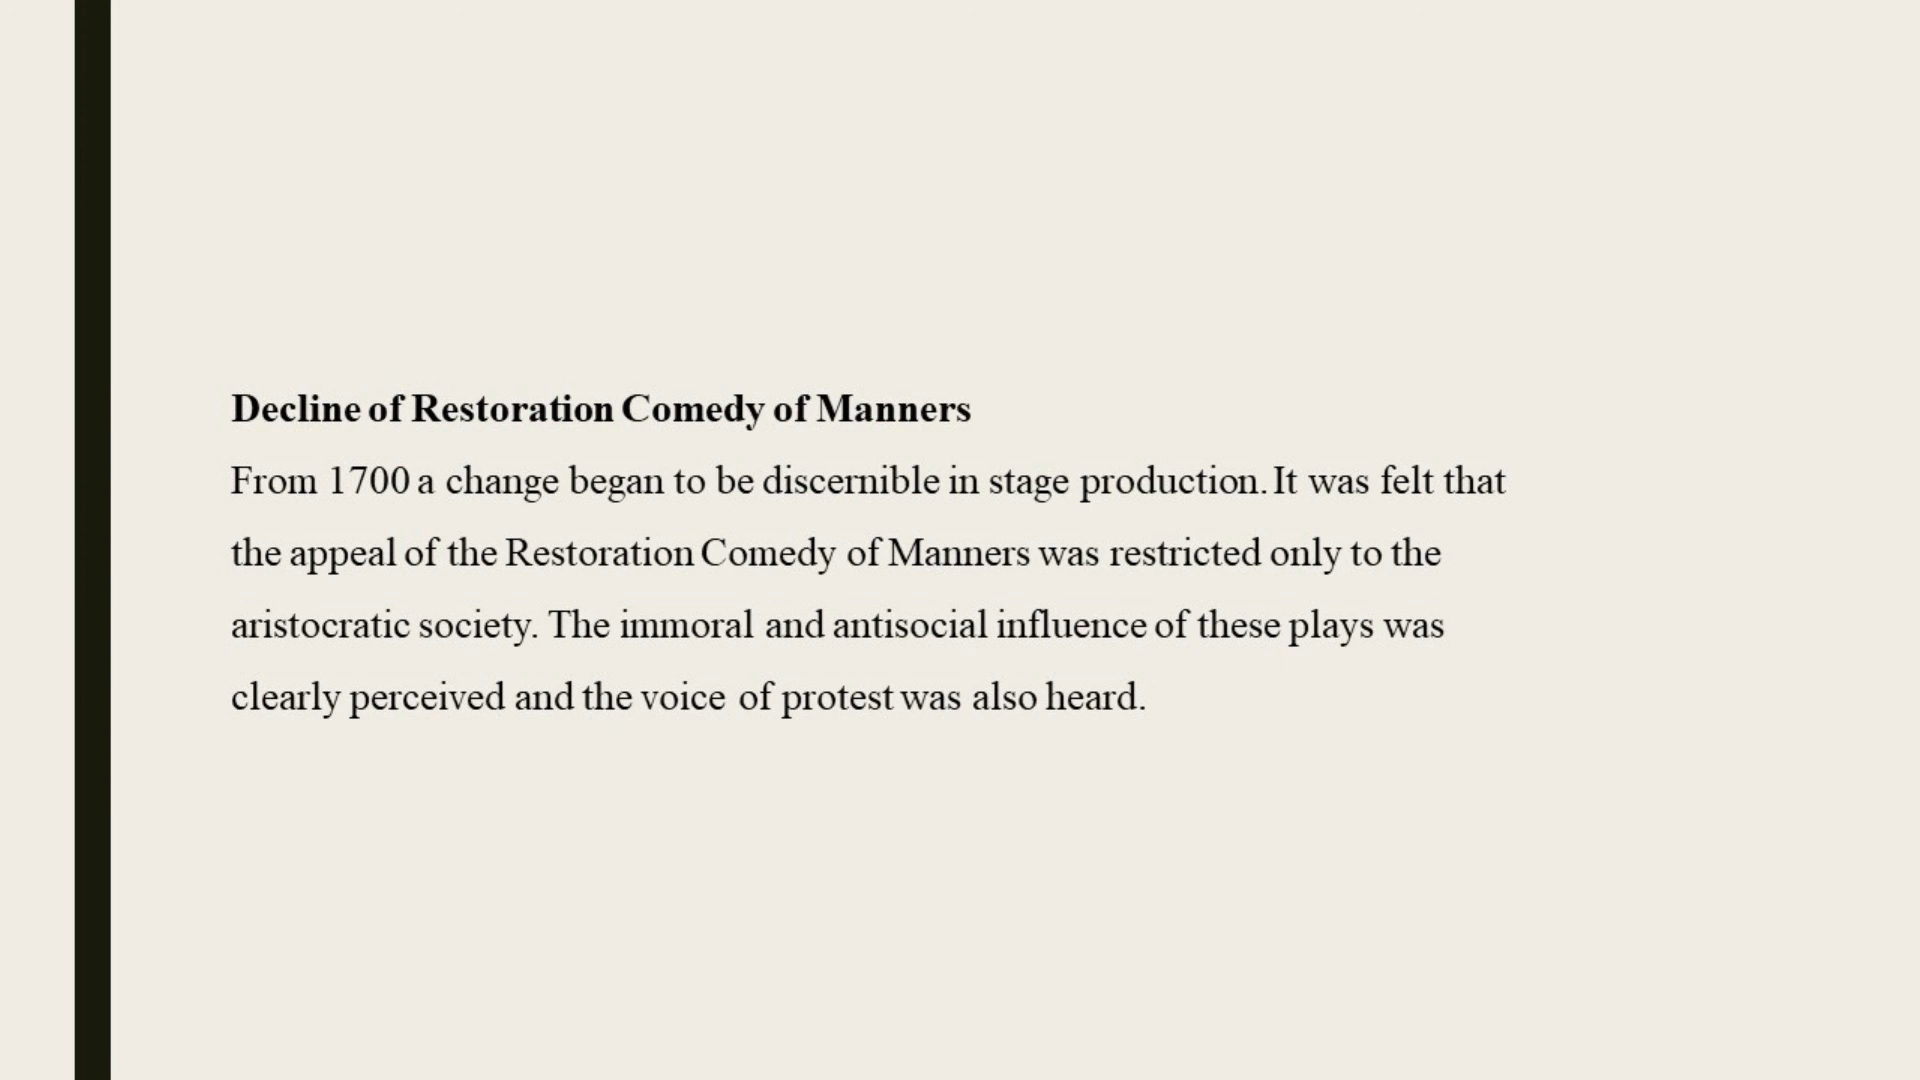 Decline of Restoration Comedy of Manners
From 1700 a change began to be discernible in stage production. It was felt that
the appeal of the Restoration Comedy of Manners was restricted only to the
aristocratic society. The immoral and antisocial influence of these plays was
clearly perceived and the voice of protest was also heard.